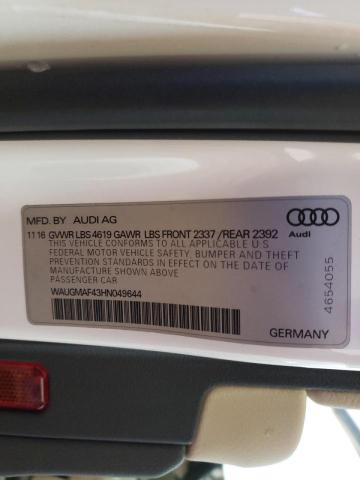 MFD. BY AUDI AG
11 16 GVWR LBS 4619 GAWR LBS FRONT 2337 /REAR 2392
THIS VEHICLE CONFORMS TO ALL APPLICABLE U S
FEDERAL MOTOR VEHICLE SAFETY, BUMPER AND THEFT
PREVENTION STANDARDS IN EFFECT ON THE DATE OF
MANUFACTURE SHOWN ABOVE
PASSENGER CAR
WAUGMAF43HN049644
Audi
4654055
GERMANY